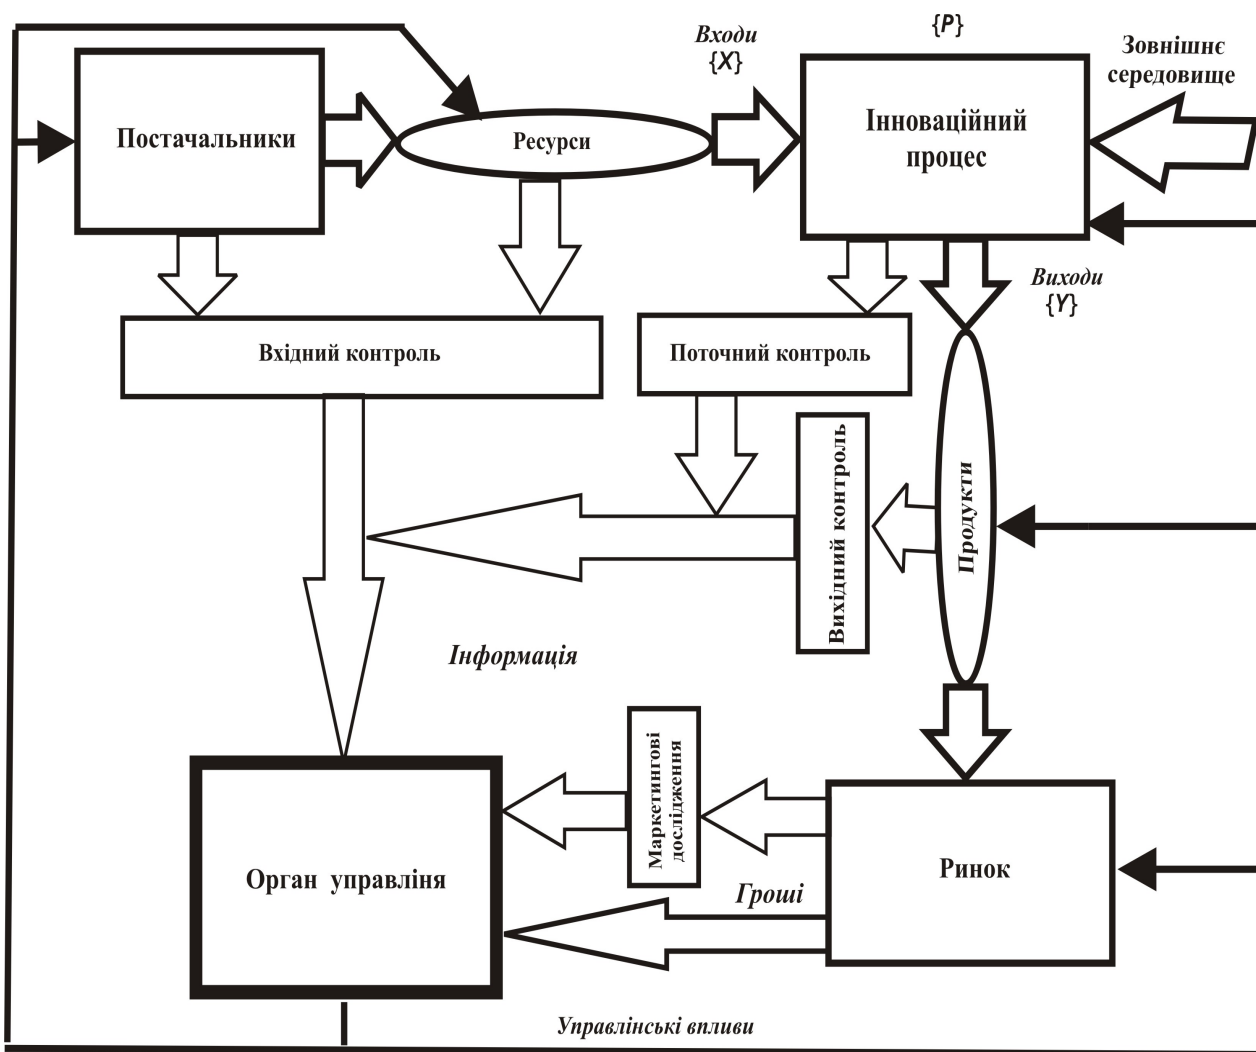 Входи
{X}
{P}
Зовнішнє
середовище
Постачальники
Ресурси
Інноваційний
процес
Виходи
{Y}
Вхідний контроль
Поточний контроль
Вихідний контроль
Продукти
Інформація
Маркетингові
дослідження
Орган управліня
Ринок
Гроші
Управлінські впливи